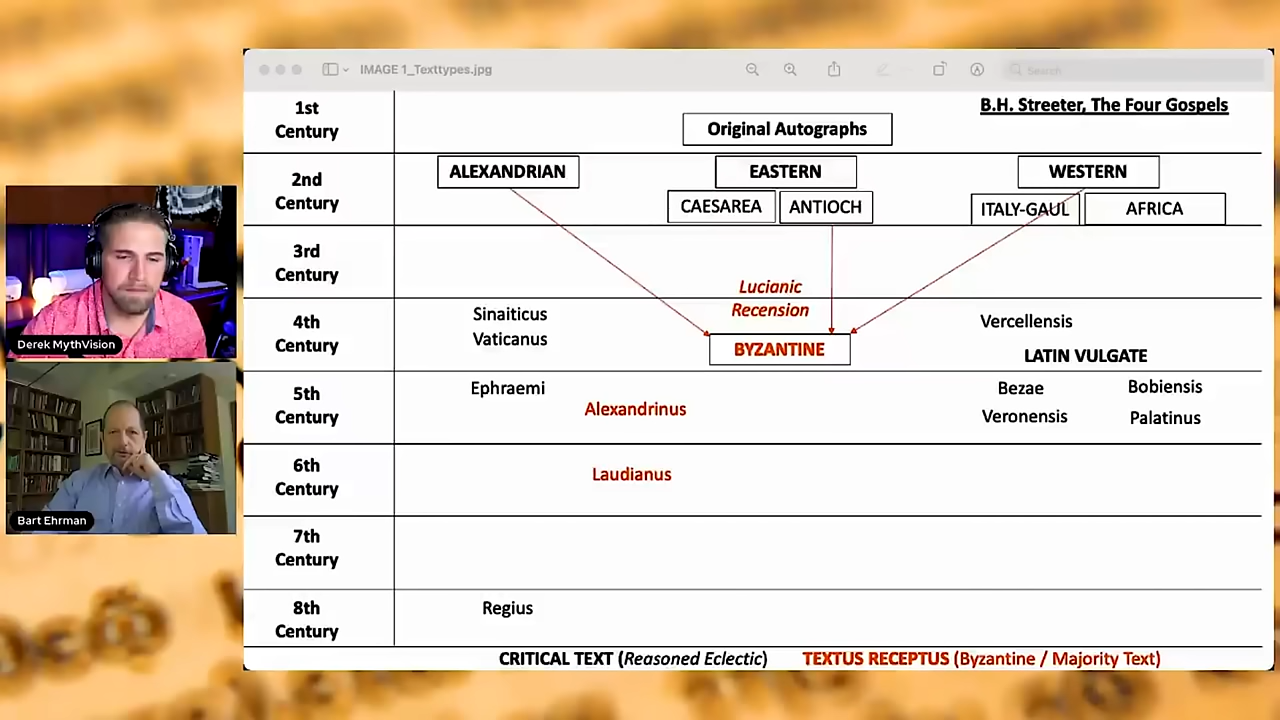 IMAGE 1_Texttypes.jpg
Search
B.H. Streeter, The Four Gospels
1st
Century
Original Autographs
2nd
Century
ALEXANDRIAN
EASTERN
WESTERN
CAESAREA
ANTIOCH
ITALY-GAUL
AFRICA
3rd
Century
Lucianic
Recension
4th
Century
Sinaiticus
Vaticanus
BYZANTINE
Vercellensis
LATIN VULGATE
5th
Century
Ephraemi
Alexandrinus
Bezae
Bobiensis
Veronensis
Palatinus
6th
Century
Laudianus
7th
Century
8th
Century
Regius
CRITICAL TEXT (Reasoned Eclectic)
TEXTUS RECEPTUS (Byzantine / Majority Text)
Derek MythVision
Bart Ehrman